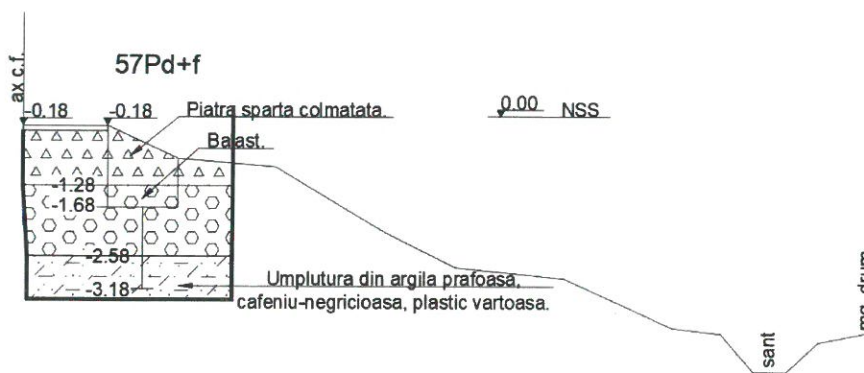 ax c.f.
57Pd+f
-0.18
-0.18
Piatra sparta colmatata.
0.00 NSS
Balast.
-1.28
-1.68
-2.58
-3.18
Umplutura din argila prafoasa,
cafeniu-negricioasa, plastic vartoasa.
sant
mg. drum